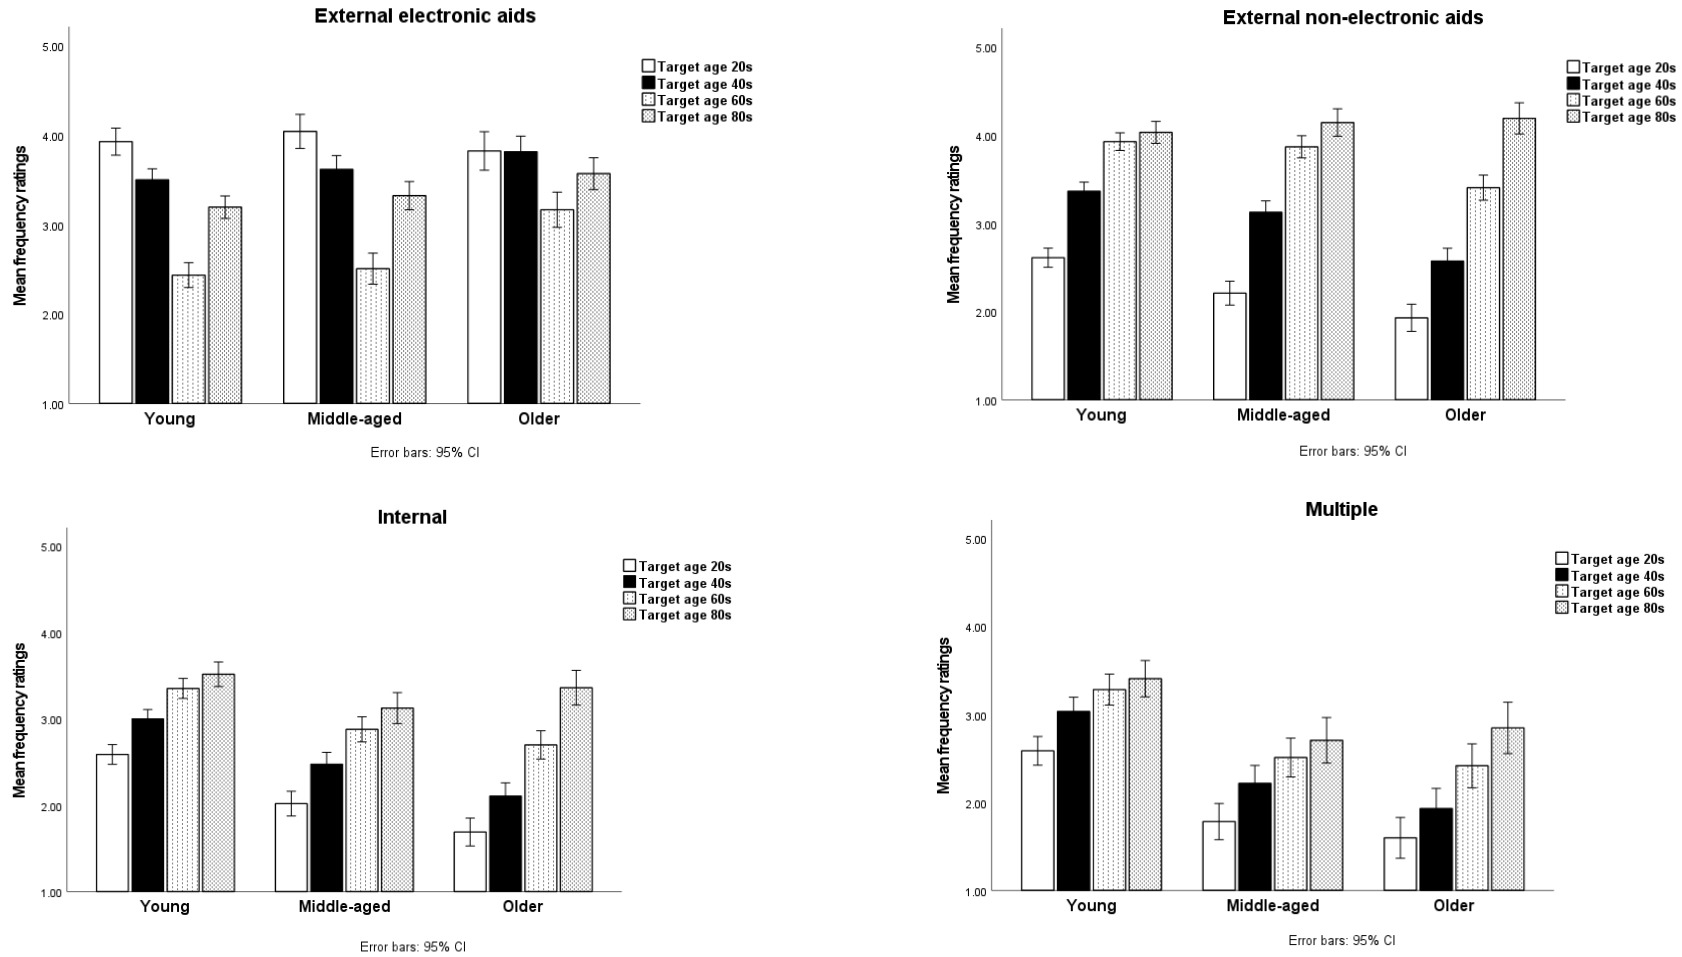 External electronic aids
5.00
4.00
3.00
2.00
1.00
Mean frequency ratings
Young
Middle-aged
Older
Error bars: 95% CI
Target age 20s
Target age 40s
Target age 60s
Target age 80s
External non-electronic aids
5.00
4.00
3.00
2.00
1.00
Mean frequency ratings
Young
Middle-aged
Older
Error bars: 95% CI
Target age 20s
Target age 40s
Target age 60s
Target age 80s
Internal
5.00
4.00
3.00
2.00
1.00
Mean frequency ratings
Young
Middle-aged
Older
Error bars: 95% CI
Target age 20s
Target age 40s
Target age 60s
Target age 80s
Multiple
5.00
4.00
3.00
2.00
1.00
Mean frequency ratings
Young
Middle-aged
Older
Error bars: 95% CI
Target age 20s
Target age 40s
Target age 60s
Target age 80s